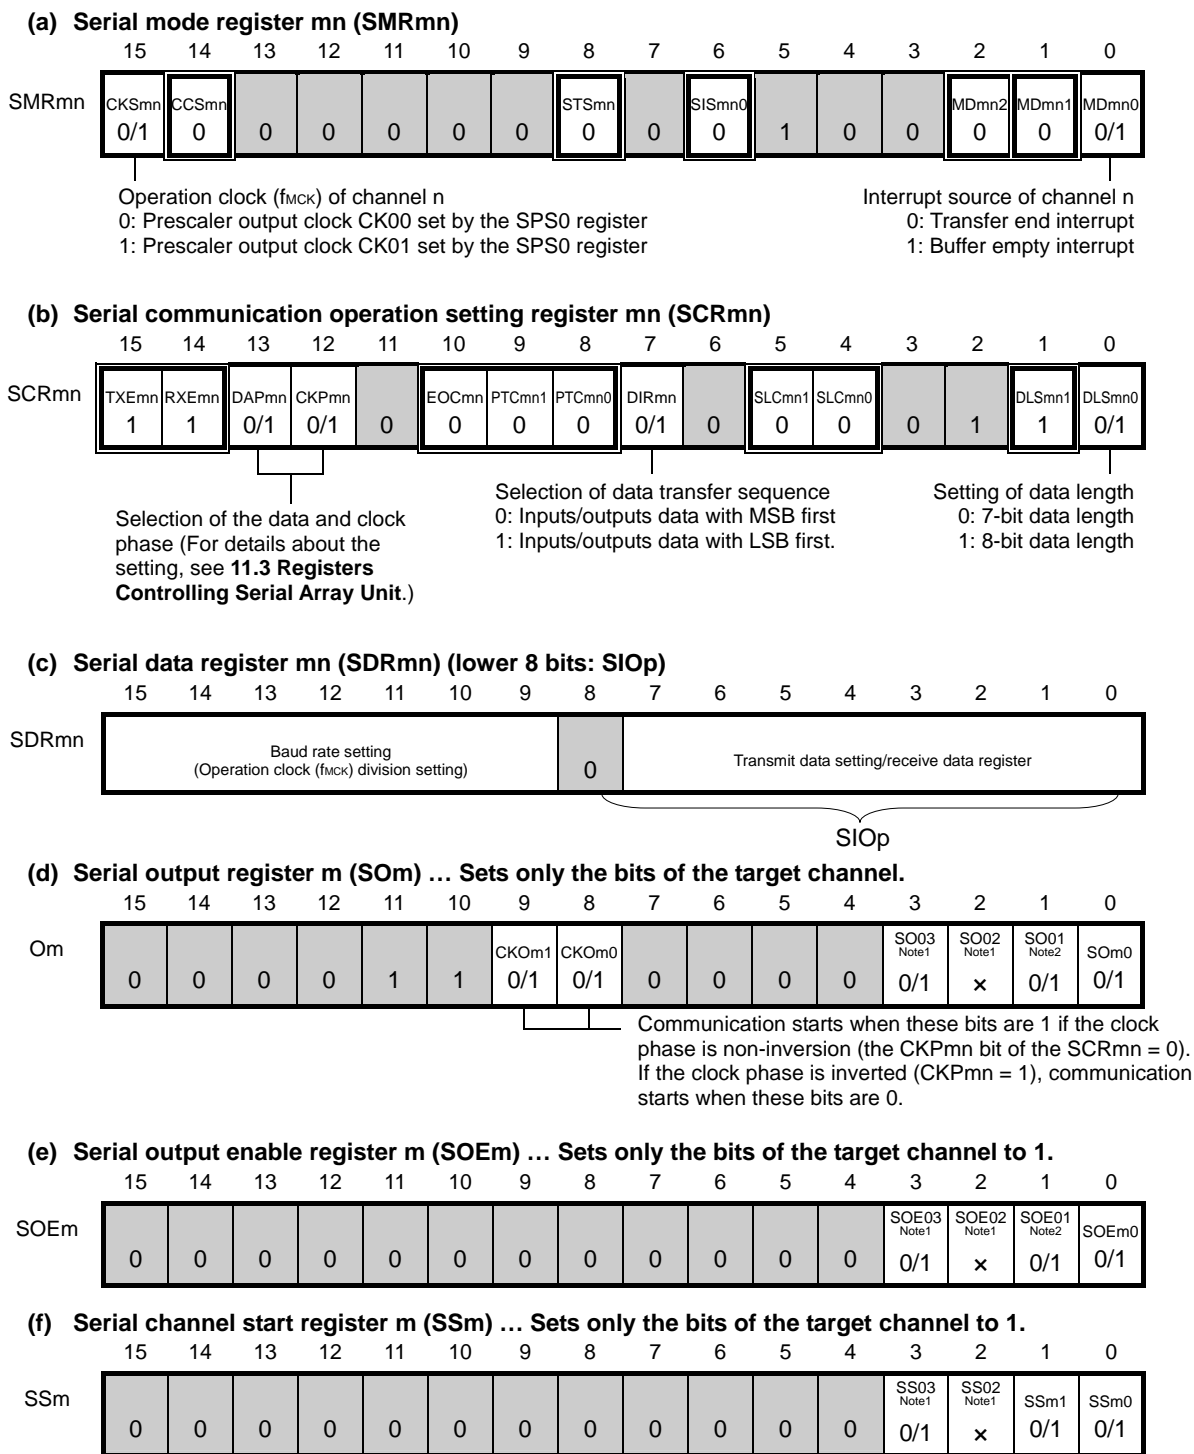 (a) Serial mode register mn (SMRmn)
15 14 13 12 11 10 9 8 7 6 5 4 3 2 1 0
SMRmn CKSmn CCSmn STSmn SISmn0 MDmn2 MDmn1 MDmn0
0/1 0 0 0 0 0 0 0 0 0 1 0 0 0 0 0/1
Operation clock (fMCK) of channel n
0: Prescaler output clock CK00 set by the SPS0 register
1: Prescaler output clock CK01 set by the SPS0 register
Interrupt source of channel n
0: Transfer end interrupt
1: Buffer empty interrupt
(b) Serial communication operation setting register mn (SCRmn)
15 14 13 12 11 10 9 8 7 6 5 4 3 2 1 0
SCRmn TXEmn RXEmn DAPmn CKPmn EOCmn PTCmn1 PTCmn0 DIRmn SLCmn1 SLCmn0 DLSmn1 DLSmn0
1 1 0/1 0/1 0 0 0 0 0/1 0 0 0 0 1 1 0/1
Selection of the data and clock
phase (For details about the
setting, see 11.3 Registers
Controlling Serial Array Unit.)
Selection of data transfer sequence
0: Inputs/outputs data with MSB first
1: Inputs/outputs data with LSB first.
Setting of data length
0: 7-bit data length
1: 8-bit data length
(c) Serial data register mn (SDRmn) (lower 8 bits: SIOp)
15 14 13 12 11 10 9 8 7 6 5 4 3 2 1 0
SDRmn
Baud rate setting
(Operation clock (fMCK) division setting)
0
Transmit data setting/receive data register
SIOp
(d) Serial output register m (SOm) … Sets only the bits of the target channel.
15 14 13 12 11 10 9 8 7 6 5 4 3 2 1 0
Om CKOm1 CKOm0 SO03 SO02 SO01 SOm0
Note1 Note1 Note2
0 0 0 0 1 1 0/1 0/1 0 0 0 0 0/1 × 0/1 0/1
Communication starts when these bits are 1 if the clock
phase is non-inversion (the CKPmn bit of the SCRmn = 0).
If the clock phase is inverted (CKPmn = 1), communication
starts when these bits are 0.
(e) Serial output enable register m (SOEm) … Sets only the bits of the target channel to 1.
15 14 13 12 11 10 9 8 7 6 5 4 3 2 1 0
SOEm SOE03 SOE02 SOE01 SOEm0
Note1 Note1 Note2
0 0 0 0 0 0 0 0 0 0 0 0 0/1 × 0/1 0/1
(f) Serial channel start register m (SSm) … Sets only the bits of the target channel to 1.
15 14 13 12 11 10 9 8 7 6 5 4 3 2 1 0
SSm SS03 SS02 SSm1 SSm0
Note1 Note1
0 0 0 0 0 0 0 0 0 0 0 0 0/1 × 0/1 0/1